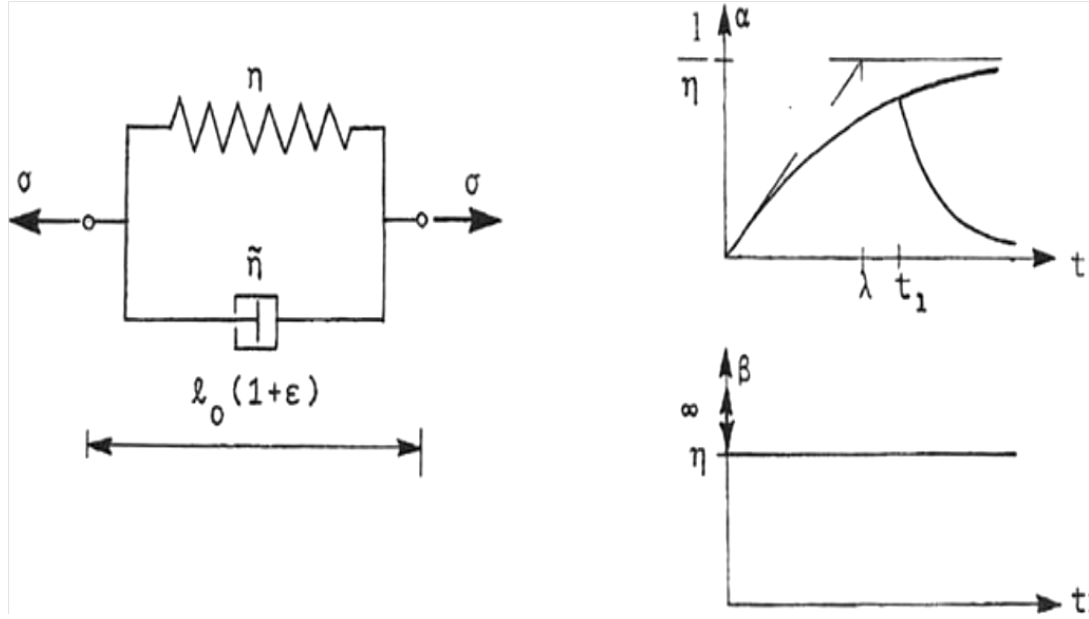 η
σ σ
η̃
ℓ₀(1+ε)
1/η
α
λ t₁
t
β
∞
η
t